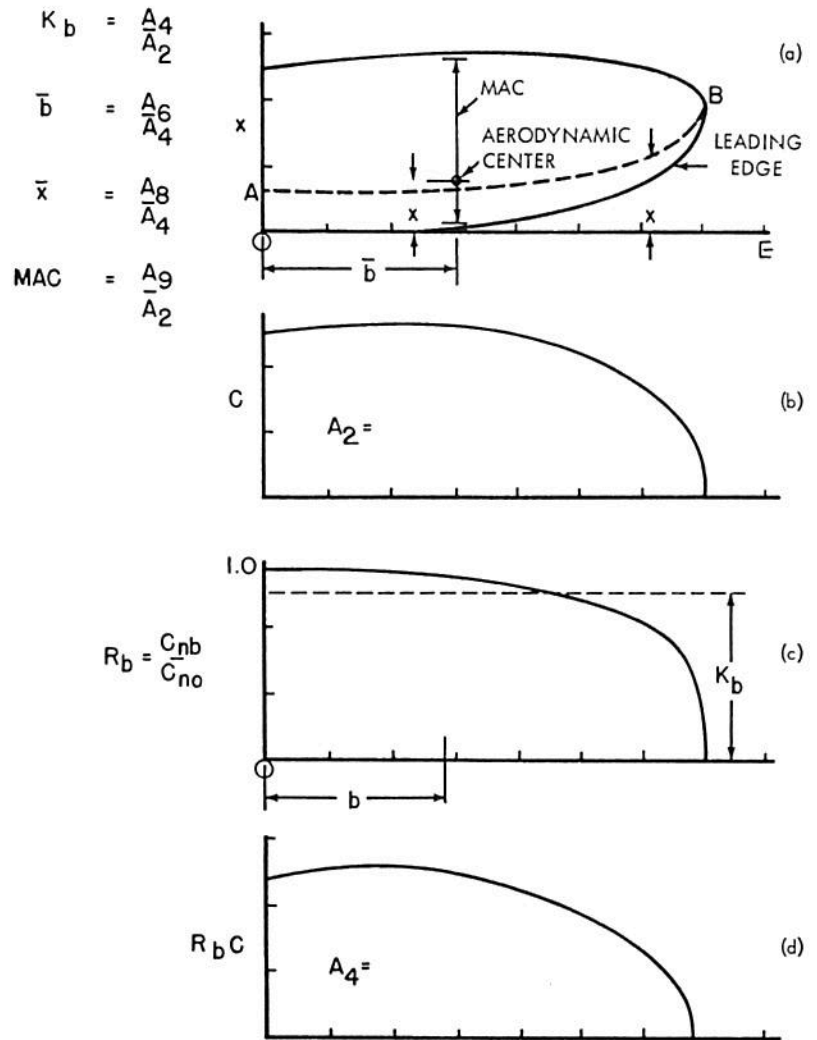 K_b = A_4 / A_2
(a)
MAC
B
b̄ = A_6 / A_4
x
AERODYNAMIC
CENTER
LEADING
EDGE
x̄ = A_8 / A_4
A
x
x
O
E
b̄
MAC = A_9 / A_2
C
(b)
A_2 =
1.0
R_b = C_nb / C_no
(c)
K_b
O
b
R_b C
(d)
A_4 =